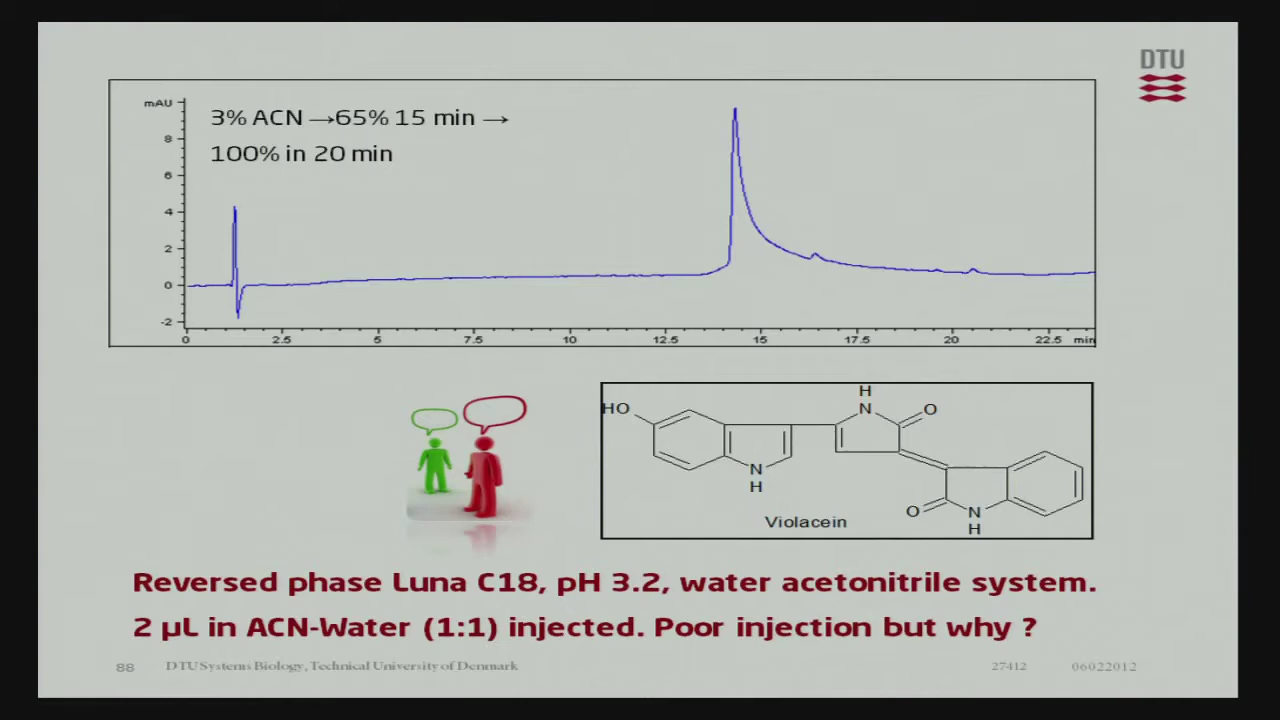 DTU
mAU
3% ACN →65% 15 min →
100% in 20 min
8
6
4
2
0
-2
0 2.5 5 7.5 10 12.5 15 17.5 20 22.5 min
HO
H
N
O
N
H
O
N
H
Violacein
Reversed phase Luna C18, pH 3.2, water acetonitrile system.
2 µL in ACN-Water (1:1) injected. Poor injection but why ?
88 DTU Systems Biology, Technical University of Denmark 27412 06022012